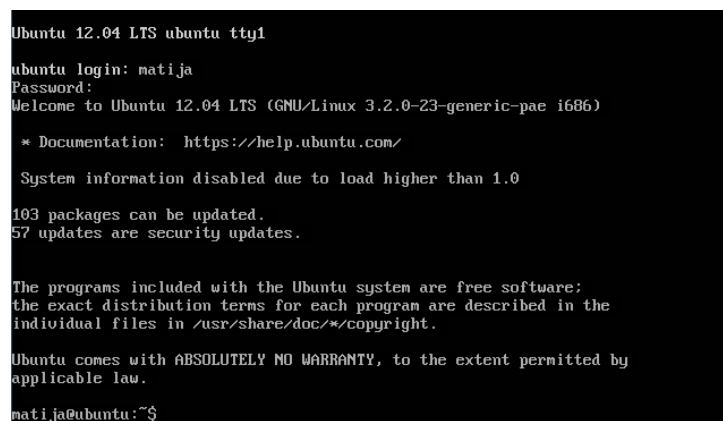 Ubuntu 12.04 LTS ubuntu tty1
ubuntu login: matija
Password:
Welcome to Ubuntu 12.04 LTS (GNU/Linux 3.2.0-23-generic-pae i686)
* Documentation:  https://help.ubuntu.com/
System information disabled due to load higher than 1.0
103 packages can be updated.
57 updates are security updates.
The programs included with the Ubuntu system are free software;
the exact distribution terms for each program are described in the
individual files in /usr/share/doc/*/copyright.
Ubuntu comes with ABSOLUTELY NO WARRANTY, to the extent permitted by
applicable law.
matija@ubuntu:~$